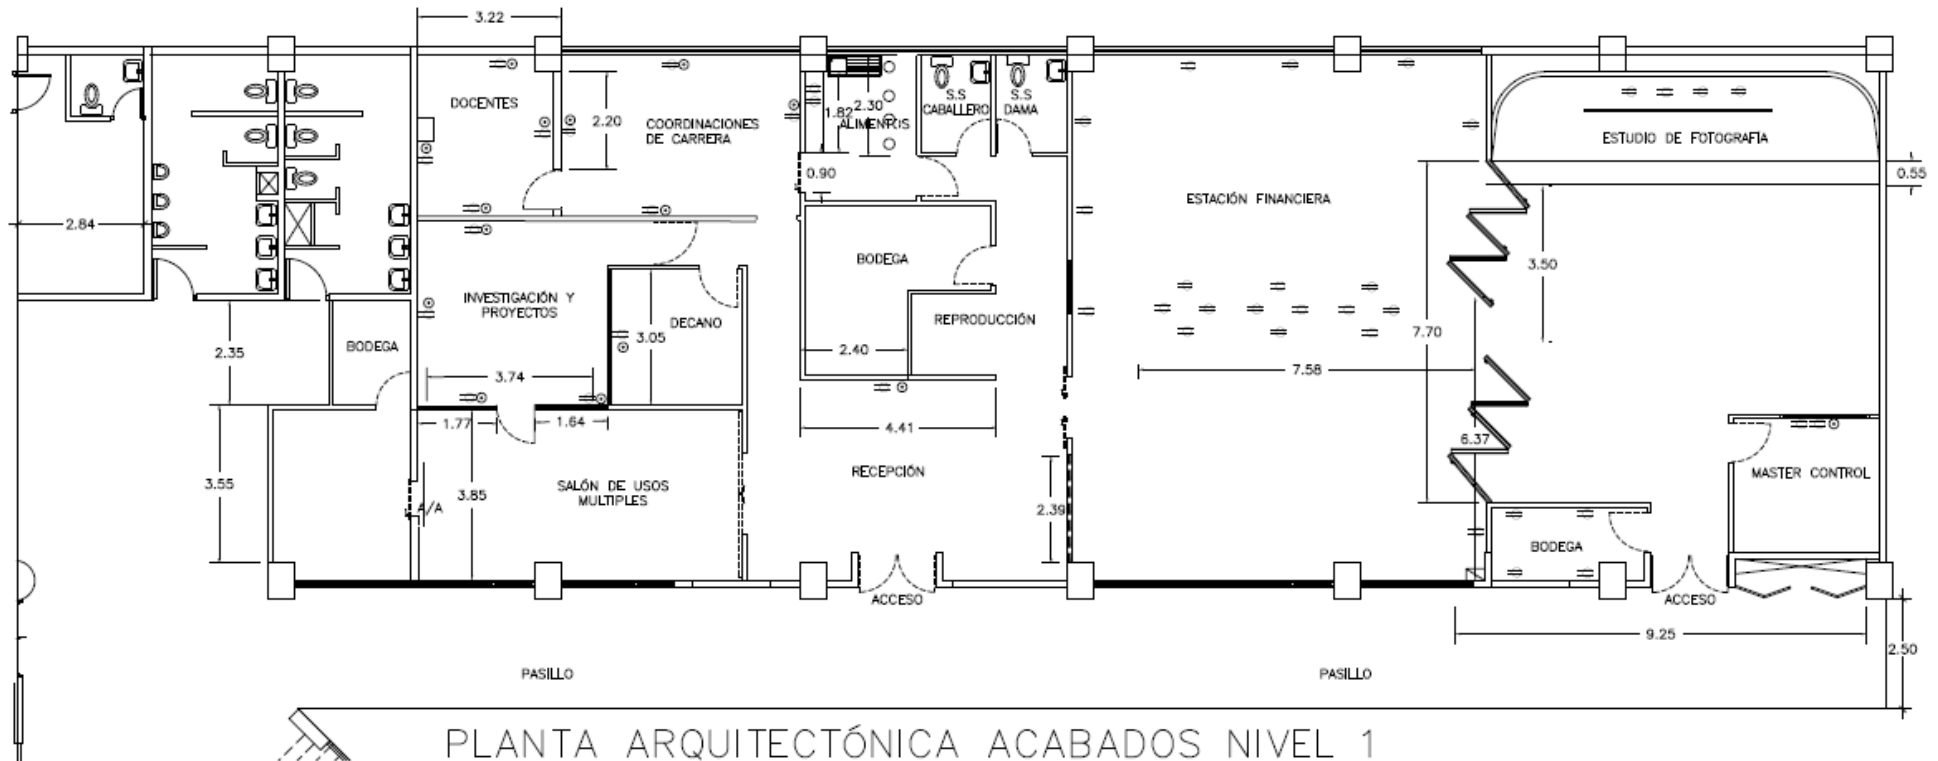 3.22
DOCENTES
2.20
COORDINACIONES
DE CARRERA
1.82
2.30
ALIMENTOS
S.S
CABALLERO
S.S
DAMA
ESTUDIO DE FOTOGRAFÍA
0.55
0.90
ESTACIÓN FINANCIERA
2.84
BODEGA
3.50
INVESTIGACIÓN Y
PROYECTOS
DECANO
REPRODUCCIÓN
3.05
7.70
2.35
BODEGA
2.40
3.74
7.58
1.77
1.64
4.41
6.37
3.55
3.85
A/A
SALÓN DE USOS
MULTIPLES
RECEPCIÓN
MASTER CONTROL
2.39
BODEGA
ACCESO
ACCESO
9.25
2.50
PASILLO
PASILLO
PLANTA ARQUITECTÓNICA ACABADOS NIVEL 1